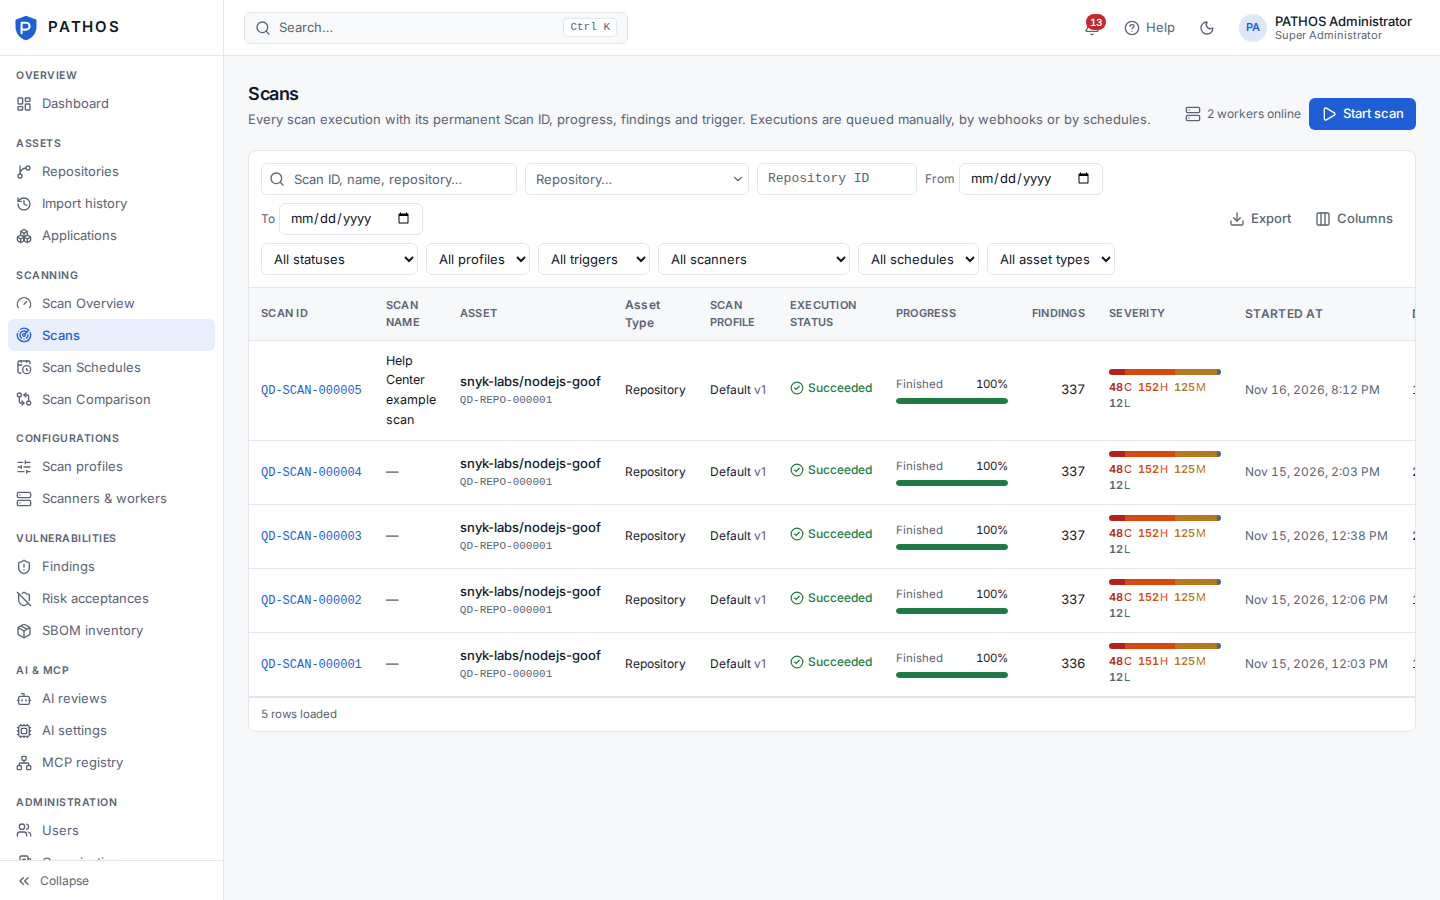 PATHOS
Search...
Ctrl K
13
Help
PA
PATHOS Administrator
Super Administrator
OVERVIEW
Dashboard
ASSETS
Repositories
Import history
Applications
SCANNING
Scan Overview
Scans
Scan Schedules
Scan Comparison
CONFIGURATIONS
Scan profiles
Scanners & workers
VULNERABILITIES
Findings
Risk acceptances
SBOM inventory
AI & MCP
AI reviews
AI settings
MCP registry
ADMINISTRATION
Users
Collapse
Scans
Every scan execution with its permanent Scan ID, progress, findings and trigger. Executions are queued manually, by webhooks or by schedules.
2 workers online
Start scan
Scan ID, name, repository...
Repository...
Repository ID
From mm/dd/yyyy
To mm/dd/yyyy
Export
Columns
All statuses
All profiles
All triggers
All scanners
All schedules
All asset types
SCAN ID
SCAN NAME
ASSET
Asset Type
SCAN PROFILE
EXECUTION STATUS
PROGRESS
FINDINGS
SEVERITY
STARTED AT
QD-SCAN-000005
Help
Center
example
scan
snyk-labs/nodejs-goof
QD-REPO-000001
Repository
Default v1
Succeeded
Finished 100%
337
48C 152H 125M
12L
Nov 16, 2026, 8:12 PM
QD-SCAN-000004
—
snyk-labs/nodejs-goof
QD-REPO-000001
Repository
Default v1
Succeeded
Finished 100%
337
48C 152H 125M
12L
Nov 15, 2026, 2:03 PM
QD-SCAN-000003
—
snyk-labs/nodejs-goof
QD-REPO-000001
Repository
Default v1
Succeeded
Finished 100%
337
48C 152H 125M
12L
Nov 15, 2026, 12:38 PM
QD-SCAN-000002
—
snyk-labs/nodejs-goof
QD-REPO-000001
Repository
Default v1
Succeeded
Finished 100%
337
48C 152H 125M
12L
Nov 15, 2026, 12:06 PM
QD-SCAN-000001
—
snyk-labs/nodejs-goof
QD-REPO-000001
Repository
Default v1
Succeeded
Finished 100%
336
48C 151H 125M
12L
Nov 15, 2026, 12:03 PM
5 rows loaded